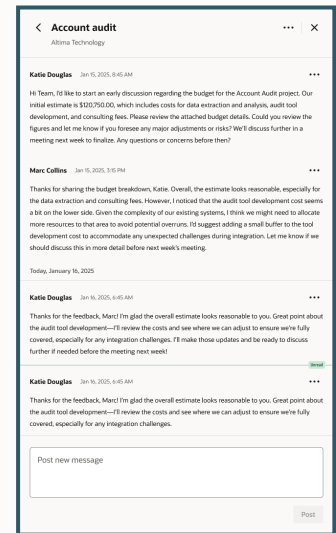 Account audit
Altima Technology
Katie Douglas Jan 15, 2025, 8:45 AM
Hi Team, I'd like to start an early discussion regarding the budget for the Account Audit project. Our
initial estimate is $120,750.00, which includes costs for data extraction and analysis, audit tool
development, and consulting fees. Please review the attached budget details. Could you review the
figures and let me know if you foresee any major adjustments or risks? We'll discuss further in a
meeting next week to finalize. Any questions or concerns before then?
Marc Collins Jan 15, 2025, 3:15 PM
Thanks for sharing the budget breakdown, Katie. Overall, the estimate looks reasonable, especially for
the data extraction and consulting fees. However, I noticed that the audit tool development cost seems
a bit on the lower side. Given the complexity of our existing systems, I think we might need to allocate
more resources to that area to avoid potential overruns. I'd suggest adding a small buffer to the tool
development cost to accommodate any unexpected challenges during integration. Let me know if we
should discuss this in more detail before next week's meeting.
Today, January 16, 2025
Katie Douglas Jan 16, 2025, 6:45 AM
Thanks for the feedback, Marc! I'm glad the overall estimate looks reasonable to you. Great point about
the audit tool development—I'll review the costs and see where we can adjust to ensure we're fully
covered, especially for any integration challenges. I'll make those updates and be ready to discuss
further if needed before the meeting next week!
Unread
Katie Douglas Jan 16, 2025, 6:45 AM
Thanks for the feedback, Marc! I'm glad the overall estimate looks reasonable to you. Great point about
the audit tool development—I'll review the costs and see where we can adjust to ensure we're fully
covered, especially for any integration challenges.
Post new message
Post